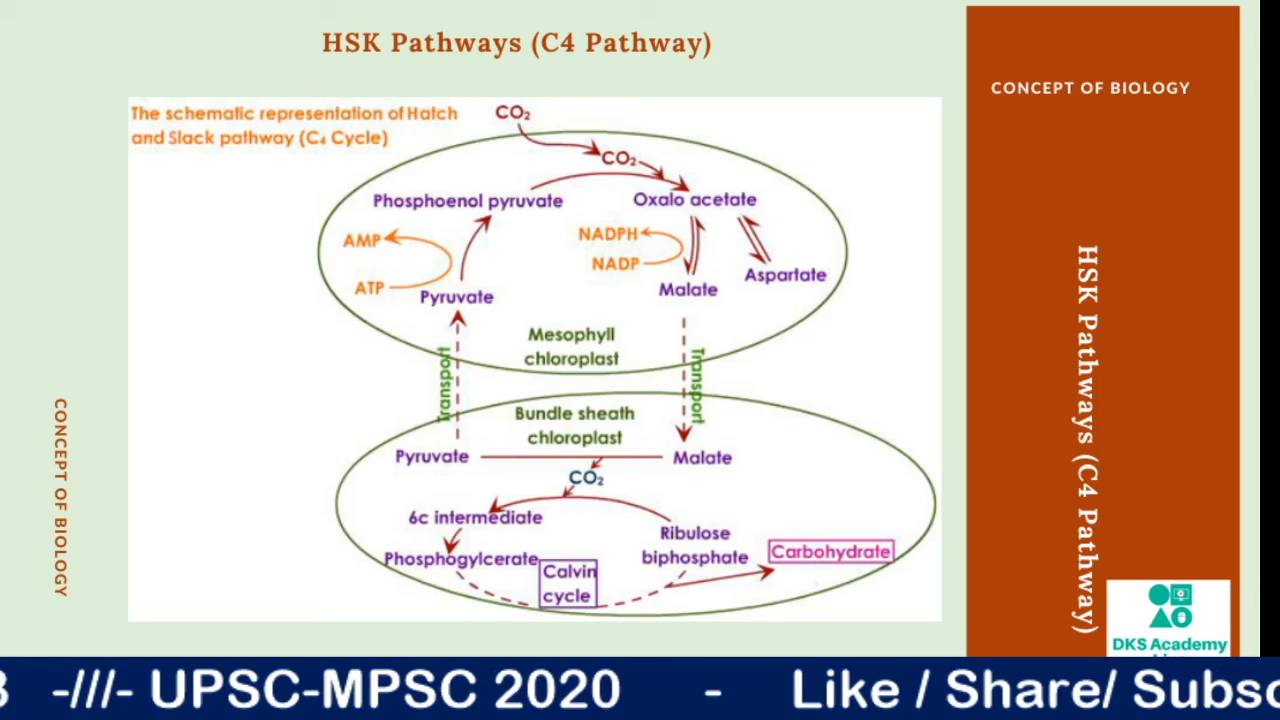 HSK Pathways (C4 Pathway)
CONCEPT OF BIOLOGY
The schematic representation of Hatch
and Slack pathway (C₄ Cycle)
CO₂
CO₂
Phosphoenol pyruvate
Oxalo acetate
AMP
NADPH
NADP
ATP
Pyruvate
Malate
Aspartate
Mesophyll
chloroplast
Transport
Transport
Bundle sheath
chloroplast
Pyruvate
Malate
CO₂
6c intermediate
Ribulose
biphosphate
Carbohydrate
Phosphogylcerate
Calvin
cycle
CONCEPT OF BIOLOGY
HSK Pathways (C4 Pathway)
DKS Academy
-///- UPSC-MPSC 2020 - Like / Share/ Subsc